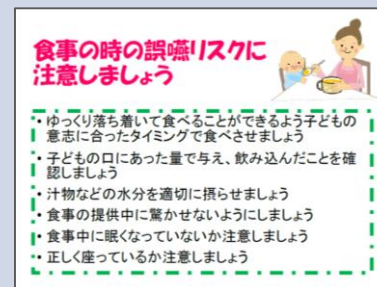 食事の時の誤嚥リスクに
注意しましょう
・ゆっくり落ち着いて食べることができるよう子どもの
意志に合ったタイミングで食べさせましょう
・子どもの口にあった量で与え、飲み込んだことを確
認しましょう
・汁物などの水分を適切に摂らせましょう
・食事の提供中に驚かせないようにしましょう
・食事中に眠くなっていないか注意しましょう
・正しく座っているか注意しましょう